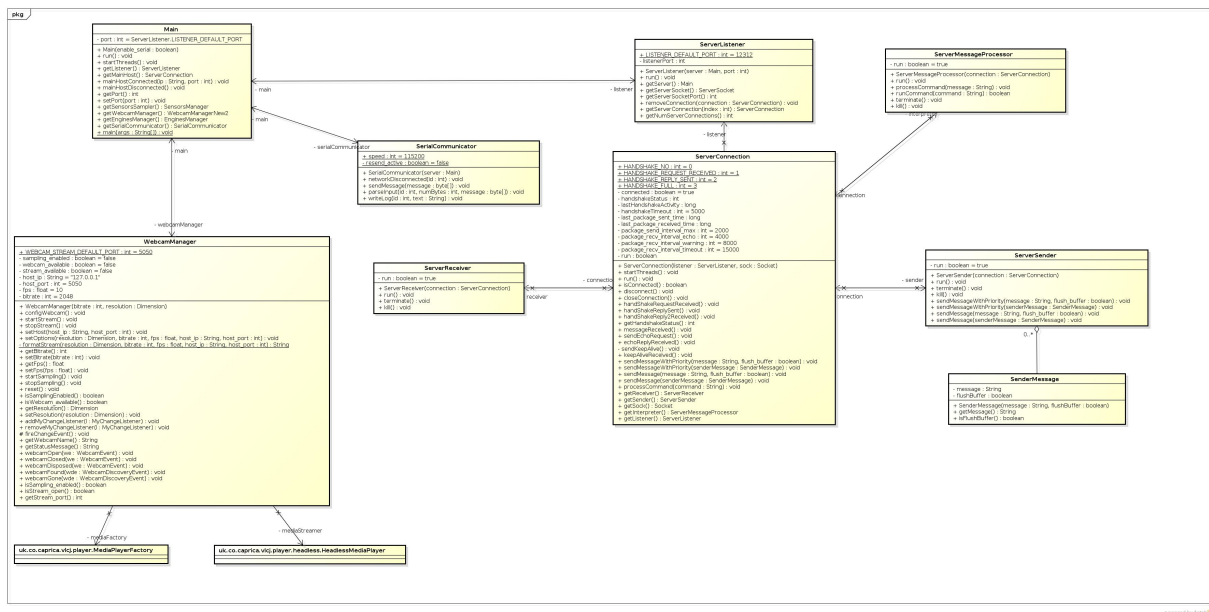 pkg
Main
- port : int = ServerListener.LISTENER_DEFAULT_PORT
+ Main(enable_serial : boolean)
+ run() : void
+ startThreads() : void
+ getListener() : ServerListener
+ getMainHost() : ServerConnection
+ mainHostConnected(ip : String, port : int) : void
+ mainHostDisconnected() : void
+ getPort() : int
+ setPort(port : int) : void
+ getSensorsSampler() : SensorsManager
+ getWebcamManager() : WebcamManagerNew2
+ getEnginesManager() : EnginesManager
+ getSerialCommunicator() : SerialCommunicator
+ main(args : String[]) : void
- main
- listener
- main
- serialCommunicator
- main
- webcamManager
ServerListener
+ LISTENER_DEFAULT_PORT : int = 12312
- listenerPort : int
+ ServerListener(server : Main, port : int)
+ run() : void
+ getServer() : Main
+ getServerSocket() : ServerSocket
+ getServerSocketPort() : int
+ removeConnection(connection : ServerConnection) : void
+ getServerConnection(index : int) : ServerConnection
+ getNumServerConnections() : int
- listener
ServerMessageProcessor
- run : boolean = true
+ ServerMessageProcessor(connection : ServerConnection)
+ run() : void
+ processCommand(message : String) : void
+ runCommand(command : String) : boolean
+ terminate() : void
+ kill() : void
- interpreter
connection
SerialCommunicator
+ speed : int = 115200
- resend_active : boolean = false
+ SerialCommunicator(server : Main)
+ networkDisconnected(id : int) : void
+ sendMessage(message : byte[]) : void
+ parseInput(id : int, numBytes : int, message : byte[]) : void
+ writeLog(id : int, text : String) : void
ServerConnection
+ HANDSHAKE_NO : int = 0
+ HANDSHAKE_REQUEST_RECEIVED : int = 1
+ HANDSHAKE_REPLY_SENT : int = 2
+ HANDSHAKE_FULL : int = 3
- connected : boolean = true
- handshakeStatus : int
- lastHandshakeActivity : long
- handshakeTimeout : int = 5000
- last_package_sent_time : long
- last_package_received_time : long
- package_send_interval_max : int = 2000
- package_recv_interval_echo : int = 4000
- package_recv_interval_warning : int = 6000
- package_recv_interval_timeout : int = 15000
- run : boolean
+ ServerConnection(listener : ServerListener, sock : Socket)
+ startThreads() : void
+ run() : void
+ isConnected() : boolean
+ disconnect() : void
+ closeConnection() : void
+ handShakeRequestReceived() : void
+ handShakeReplySent() : void
+ handShakeReply2Received() : void
+ getHandshakeStatus() : int
+ messageReceived() : void
+ sendEchoRequest() : void
+ echoReplyReceived() : void
- sendKeepAlive() : void
+ keepAliveReceived() : void
+ sendMessageWithPriority(message : String, flush_buffer : boolean) : void
+ sendMessageWithPriority(senderMessage : SenderMessage) : void
+ sendMessage(message : String, flush_buffer : boolean) : void
+ sendMessage(senderMessage : SenderMessage) : void
+ processCommand(command : String) : void
+ getReceiver() : ServerReceiver
+ getSender() : ServerSender
+ getSock() : Socket
+ getInterpreter() : ServerMessageProcessor
+ getListener() : ServerListener
WebcamManager
+ WEBCAM_STREAM_DEFAULT_PORT : int = 5050
- sampling_enabled : boolean = false
- webcam_available : boolean = false
- stream_available : boolean = false
- host_ip : String = "127.0.0.1"
- host_port : int = 5050
- fps : float = 10
- bitrate : int = 2048
+ WebcamManager(bitrate : int, resolution : Dimension)
+ configWebcam() : void
+ startStream() : void
+ stopStream() : void
+ setHost(host_ip : String, host_port : int) : void
+ setOptions(resolution : Dimension, bitrate : int, fps : float, host_ip : String, host_port : int) : void
- formatStream(resolution : Dimension, bitrate : int, fps : float, host_ip : String, host_port : int) : String
+ getBitrate() : int
+ setBitrate(bitrate : int) : void
+ getFps() : float
+ setFps(fps : float) : void
+ startSampling() : void
+ stopSampling() : void
+ reset() : void
+ isSamplingEnabled() : boolean
+ isWebcam_available() : boolean
+ getResolution() : Dimension
+ setResolution(resolution : Dimension) : void
+ addMyChangeListener(l : MyChangeListener) : void
+ removeMyChangeListener(l : MyChangeListener) : void
# fireChangeEvent() : void
+ getWebcamName() : String
+ getStatusMessage() : String
+ webcamOpen(we : WebcamEvent) : void
+ webcamClosed(we : WebcamEvent) : void
+ webcamDisposed(we : WebcamEvent) : void
+ webcamFound(wde : WebcamDiscoveryEvent) : void
+ webcamGone(wde : WebcamDiscoveryEvent) : void
+ isSampling_enabled() : boolean
+ isStream_open() : boolean
+ getStream_port() : int
ServerReceiver
- run : boolean = true
+ ServerReceiver(connection : ServerConnection)
+ run() : void
+ terminate() : void
+ kill() : void
- connection
receiver
ServerSender
- run : boolean = true
+ ServerSender(connection : ServerConnection)
+ run() : void
+ terminate() : void
+ kill() : void
+ sendMessageWithPriority(message : String, flush_buffer : boolean) : void
+ sendMessageWithPriority(senderMessage : SenderMessage) : void
+ sendMessage(message : String, flush_buffer : boolean) : void
+ sendMessage(senderMessage : SenderMessage) : void
- sender
connection
0..*
SenderMessage
- message : String
- flushBuffer : boolean
+ SenderMessage(message : String, flushBuffer : boolean)
+ getMessage() : String
+ isFlushBuffer() : boolean
- mediaFactory
- mediaStreamer
uk.co.caprica.vlcj.player.MediaPlayerFactory
uk.co.caprica.vlcj.player.headless.HeadlessMediaPlayer